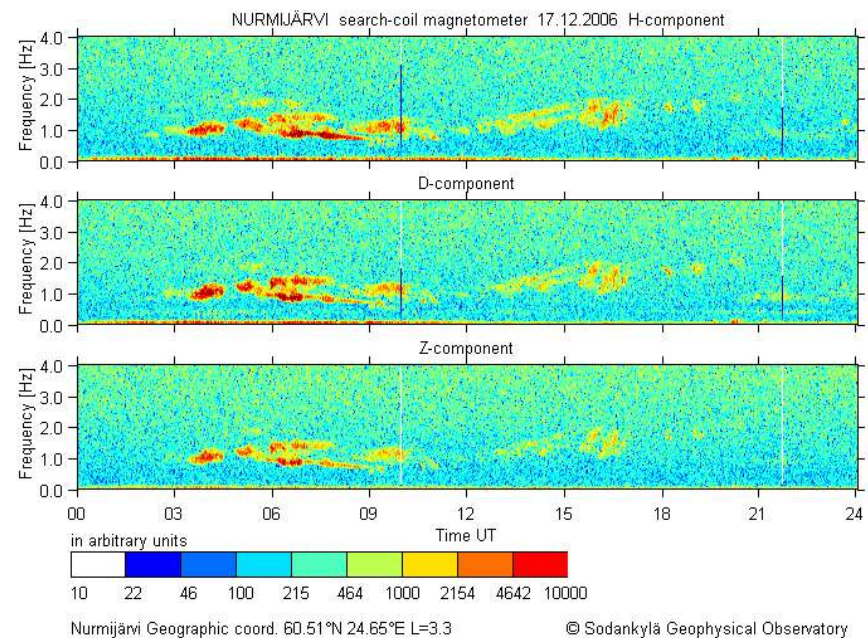 NURMIJÄRVI search-coil magnetometer 17.12.2006 H-component
Frequency [Hz]
4.0
3.0
2.0
1.0
0.0
D-component
Frequency [Hz]
4.0
3.0
2.0
1.0
0.0
Z-component
Frequency [Hz]
4.0
3.0
2.0
1.0
0.0
00 03 06 09 12 15 18 21 24
Time UT
in arbitrary units
10 22 46 100 215 464 1000 2154 4642 10000
Nurmijärvi Geographic coord. 60.51°N 24.65°E L=3.3 © Sodankylä Geophysical Observatory